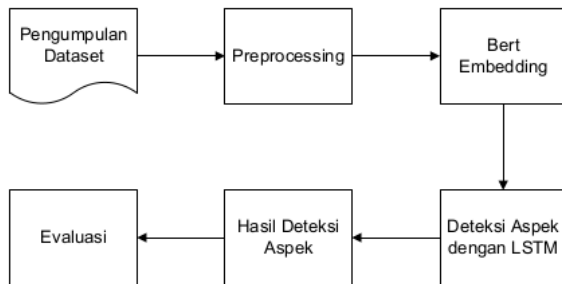 Pengumpulan
Dataset
Preprocessing
Bert
Embedding
Deteksi Aspek
dengan LSTM
Hasil Deteksi
Aspek
Evaluasi